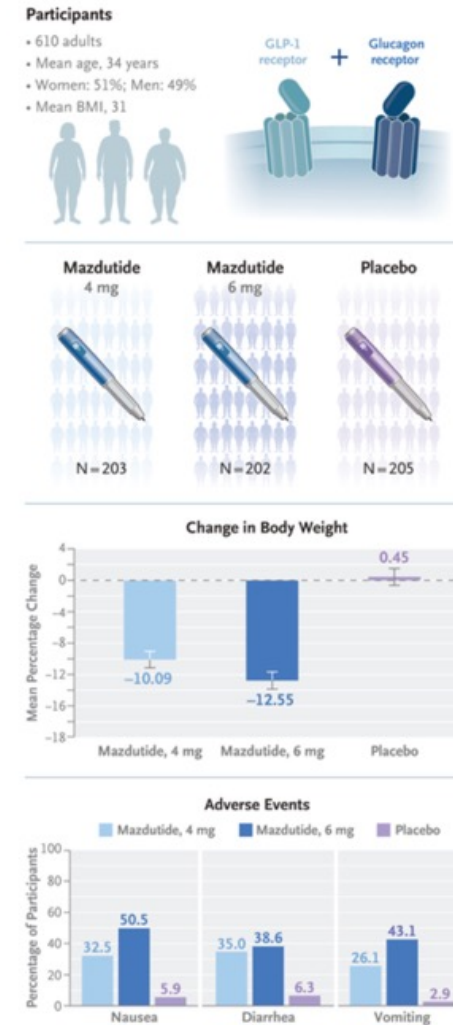 Participants
• 610 adults
• Mean age, 34 years
• Women: 51%; Men: 49%
• Mean BMI, 31
GLP-1 receptor
+
Glucagon receptor
Mazdutide
4 mg
N=203
Mazdutide
6 mg
N=202
Placebo
N=205
Change in Body Weight
Mean Percentage Change
4
0
−4
−8
−12
−16
−18
−10.09
−12.55
0.45
Mazdutide, 4 mg
Mazdutide, 6 mg
Placebo
Adverse Events
Mazdutide, 4 mg
Mazdutide, 6 mg
Placebo
Percentage of Participants
100
80
60
40
20
0
32.5
50.5
5.9
35.0
38.6
6.3
26.1
43.1
2.9
Nausea
Diarrhea
Vomiting